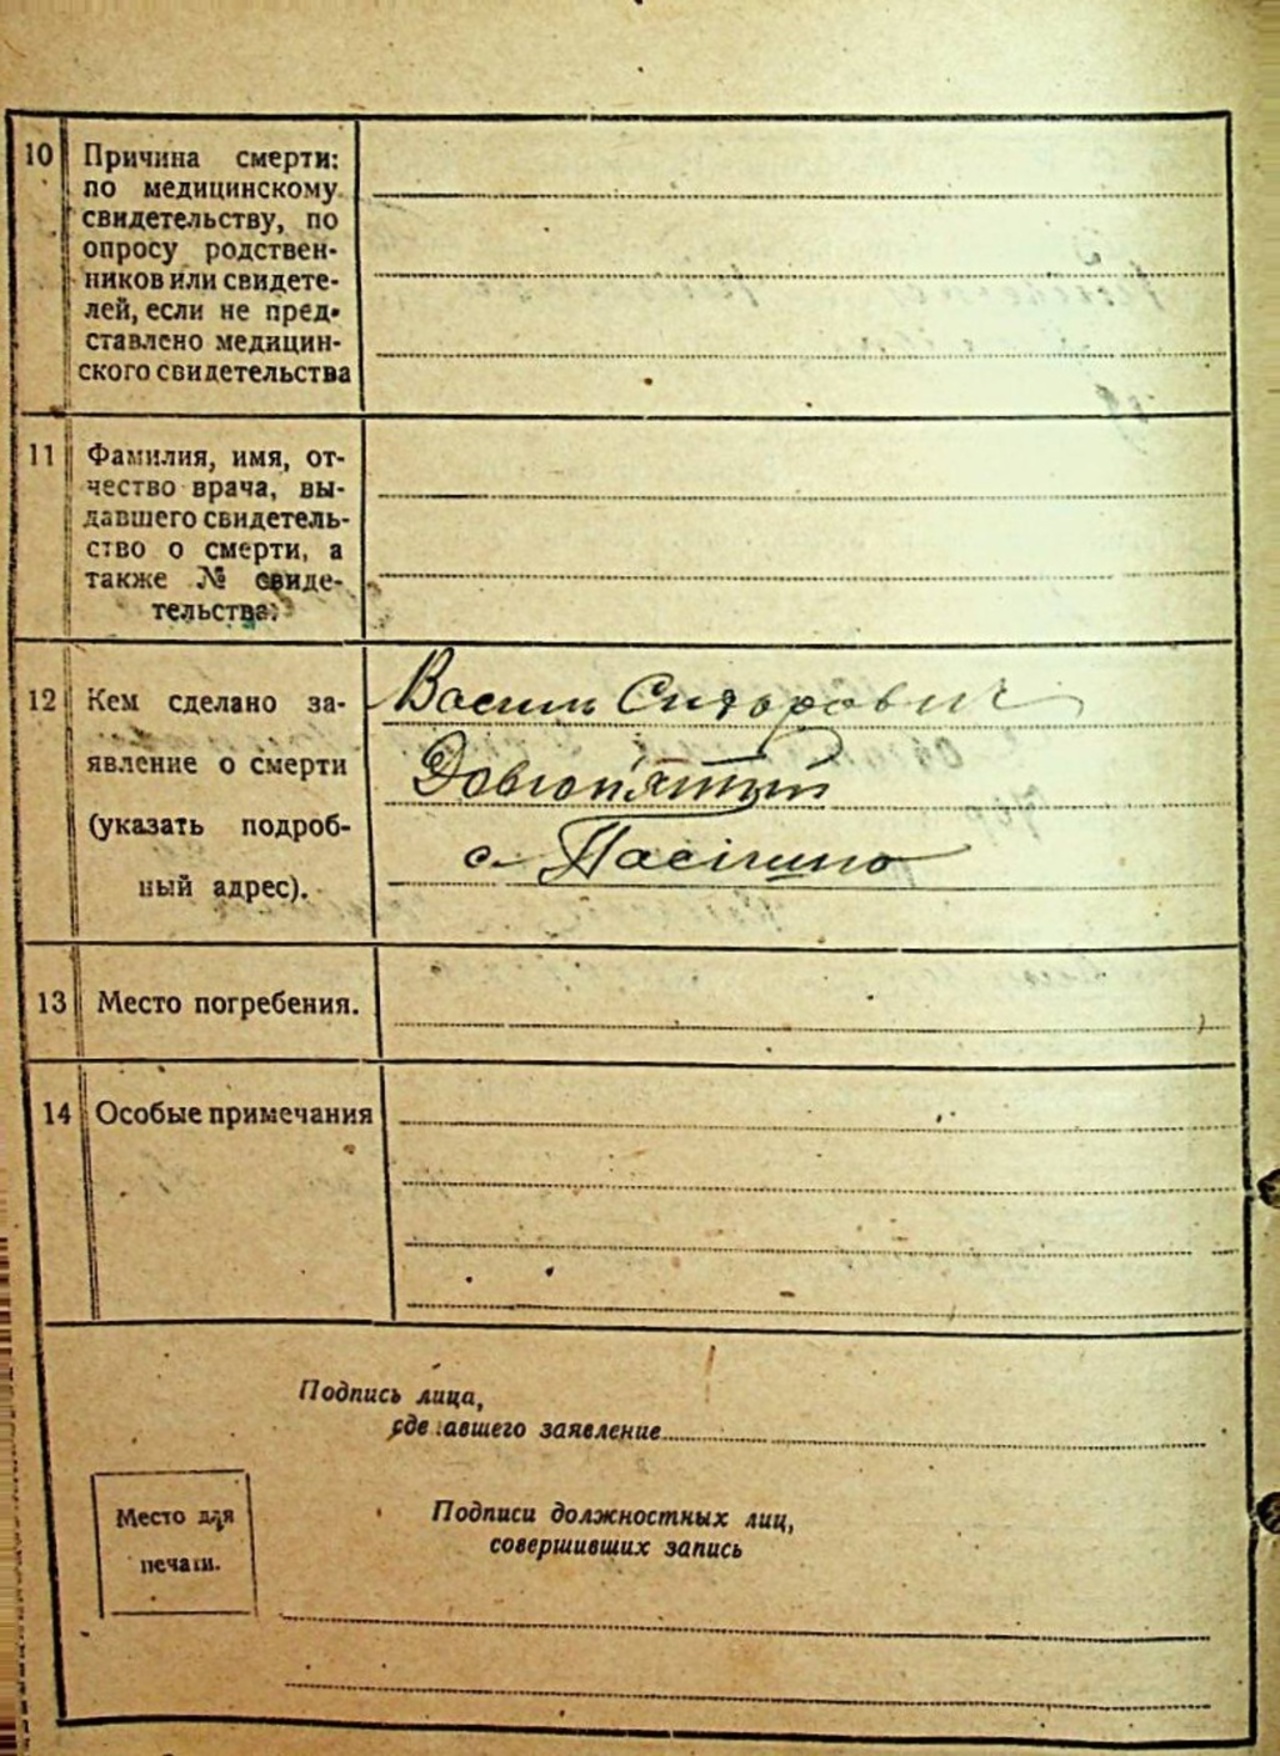 10
Причина смерти:
по медицинскому
свидетельству, по
опросу родствен-
ников или свидете-
лей, если не пред-
ставлено медицин-
ского свидетельства
11
Фамилия, имя, от-
чество врача, вы-
давшего свидетель-
ство о смерти, а
также № свиде-
тельства.
12
Кем сделано за-
явление о смерти
(указать подроб-
ный адрес).
Василь Сидорович
Довгопятий
с. Пасічино
13
Место погребения.
14
Особые примечания
Подпись лица,
сделавшего заявление
Место для
печати.
Подписи должностных лиц,
совершивших запись